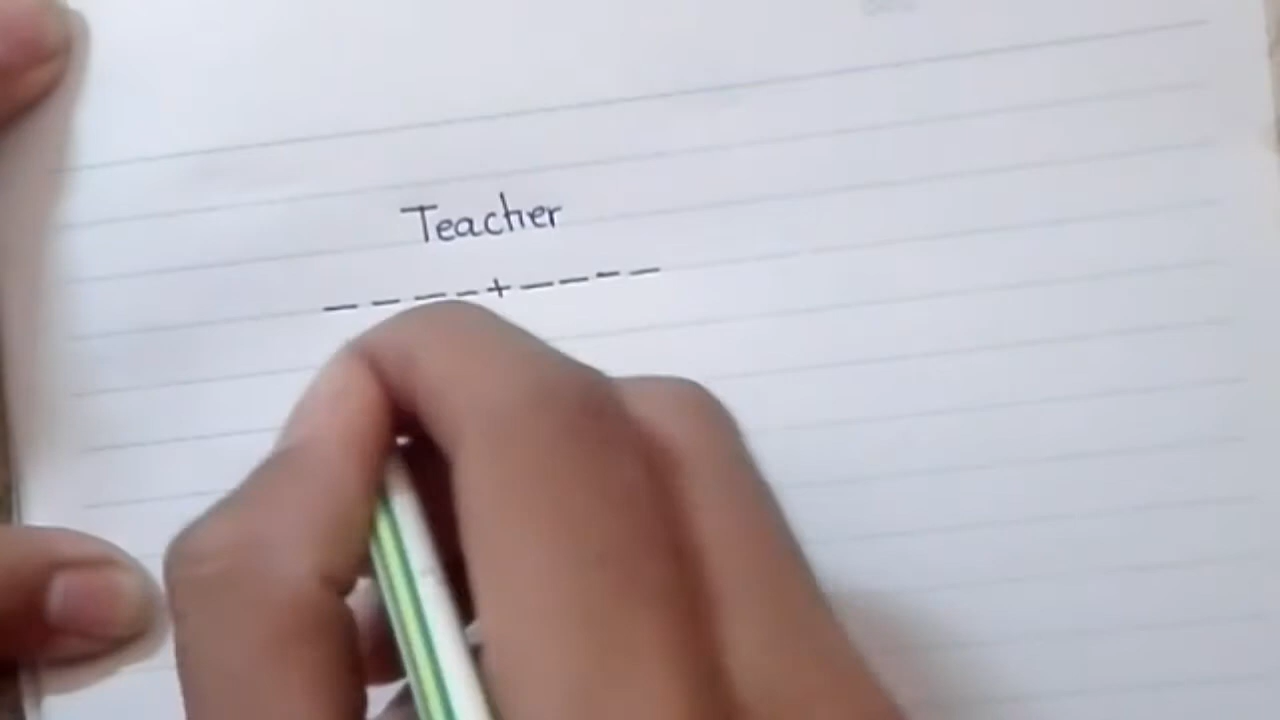 Teacher
_ _ _ _ + _ _ _ _